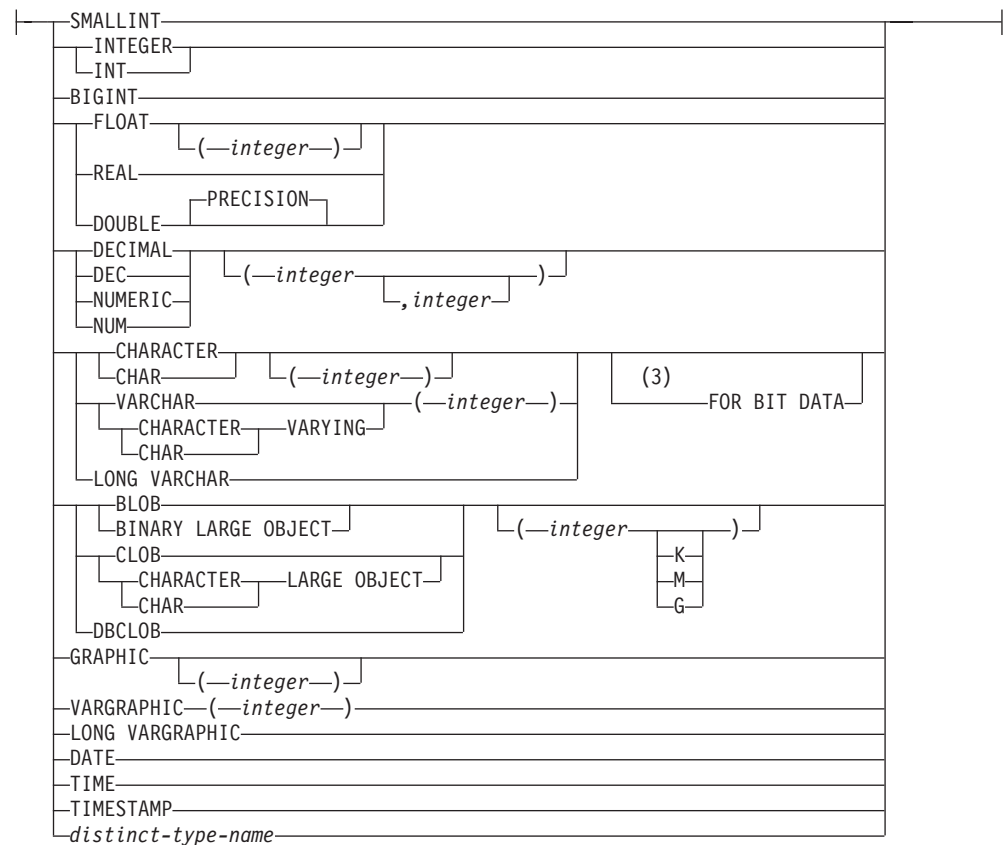 SMALLINT
INTEGER
INT
BIGINT
FLOAT
(integer)
REAL
PRECISION
DOUBLE
DECIMAL
DEC (integer )
NUMERIC ,integer
NUM
CHARACTER
CHAR (integer) (3)
VARCHAR (integer) FOR BIT DATA
CHARACTER VARYING
CHAR
LONG VARCHAR
BLOB
BINARY LARGE OBJECT (integer )
CLOB K
CHARACTER LARGE OBJECT M
CHAR G
DBCLOB
GRAPHIC
(integer)
VARGRAPHIC (integer)
LONG VARGRAPHIC
DATE
TIME
TIMESTAMP
distinct-type-name